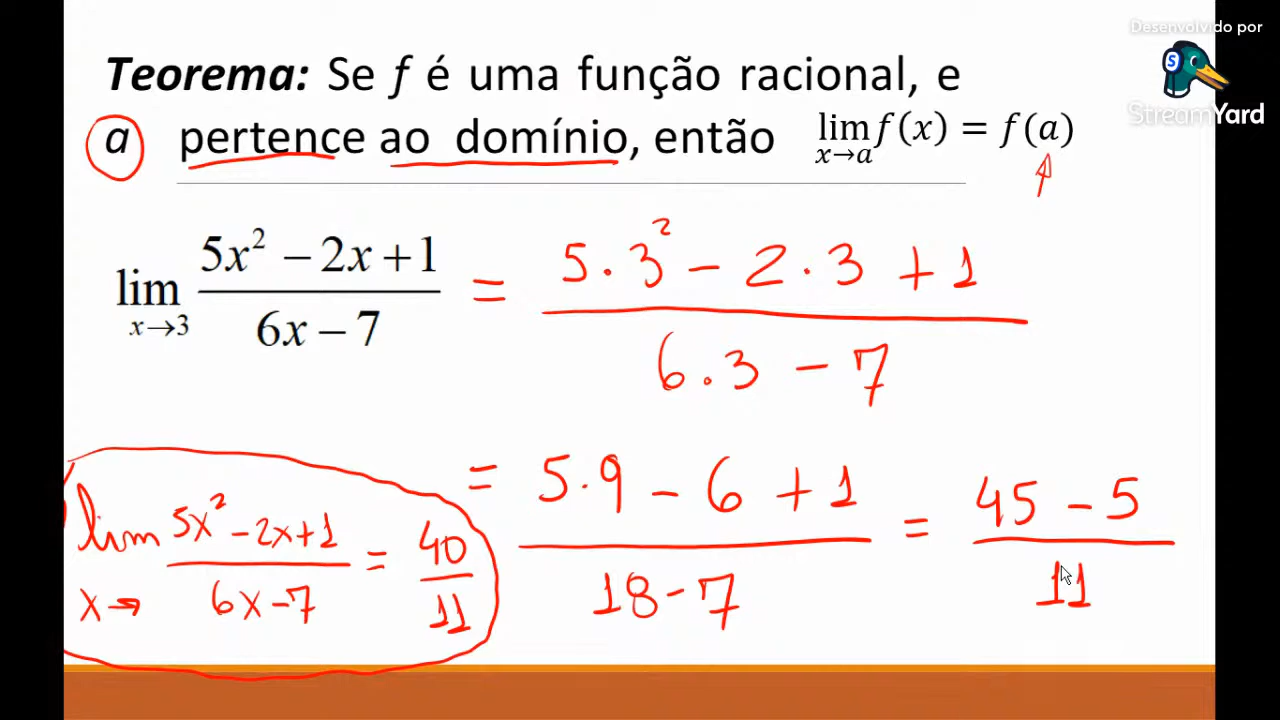 Desenvolvido por
StreamYard
Teorema: Se f é uma função racional, e
a pertence ao domínio, então lim x→a f(x) = f(a)
lim x→3 (5x² − 2x + 1)/(6x − 7) = (5·3² − 2·3 + 1)/(6·3 − 7)
= (5·9 − 6 + 1)/(18 − 7) = (45 − 5)/11
lim x→ (5x² − 2x + 1)/(6x − 7) = 40/11